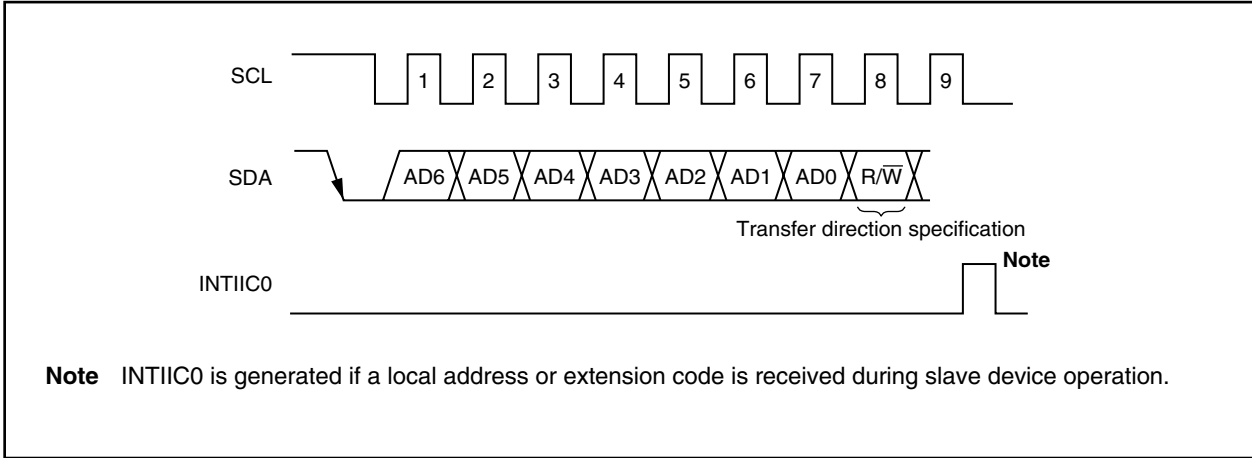 SCL 1 2 3 4 5 6 7 8 9
SDA AD6 AD5 AD4 AD3 AD2 AD1 AD0 R/W̅
Transfer direction specification
Note
INTIIC0
Note INTIIC0 is generated if a local address or extension code is received during slave device operation.